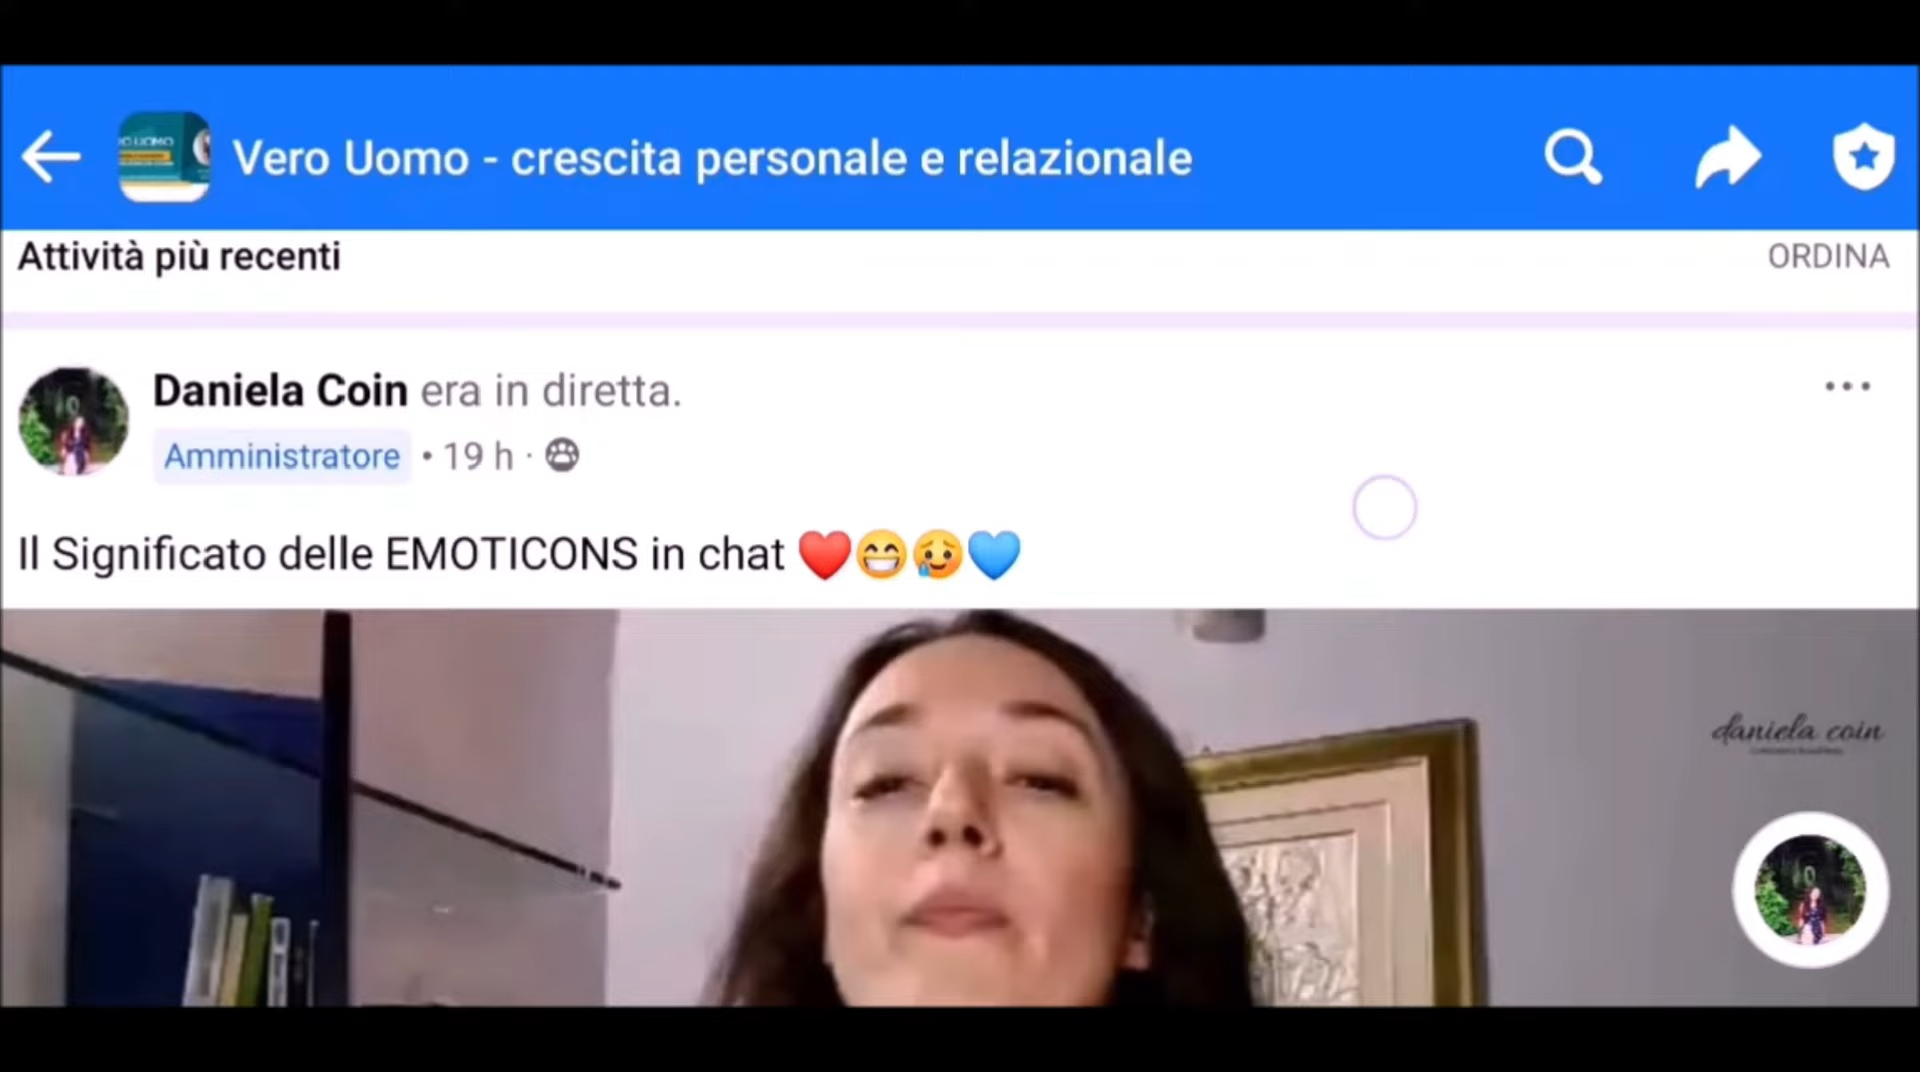 Vero Uomo - crescita personale e relazionale
Attività più recenti
ORDINA
Daniela Coin era in diretta.
Amministratore • 19 h ·
Il Significato delle EMOTICONS in chat ❤️😁🥲💙
daniela coin